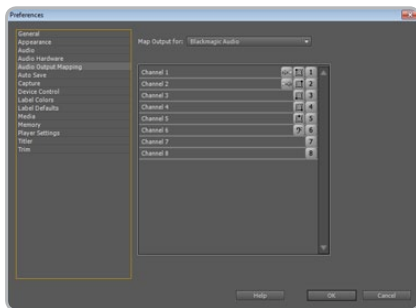 Preferences
General
Appearance
Audio
Audio Hardware
Audio Output Mapping
Auto Save
Capture
Device Control
Label Colors
Label Defaults
Media
Memory
Player Settings
Titler
Trim
Map Output for: Blackmagic Audio
Channel 1 1
Channel 2 2
Channel 3 3
Channel 4 4
Channel 5 5
Channel 6 6
Channel 7 7
Channel 8 8
Help OK Cancel